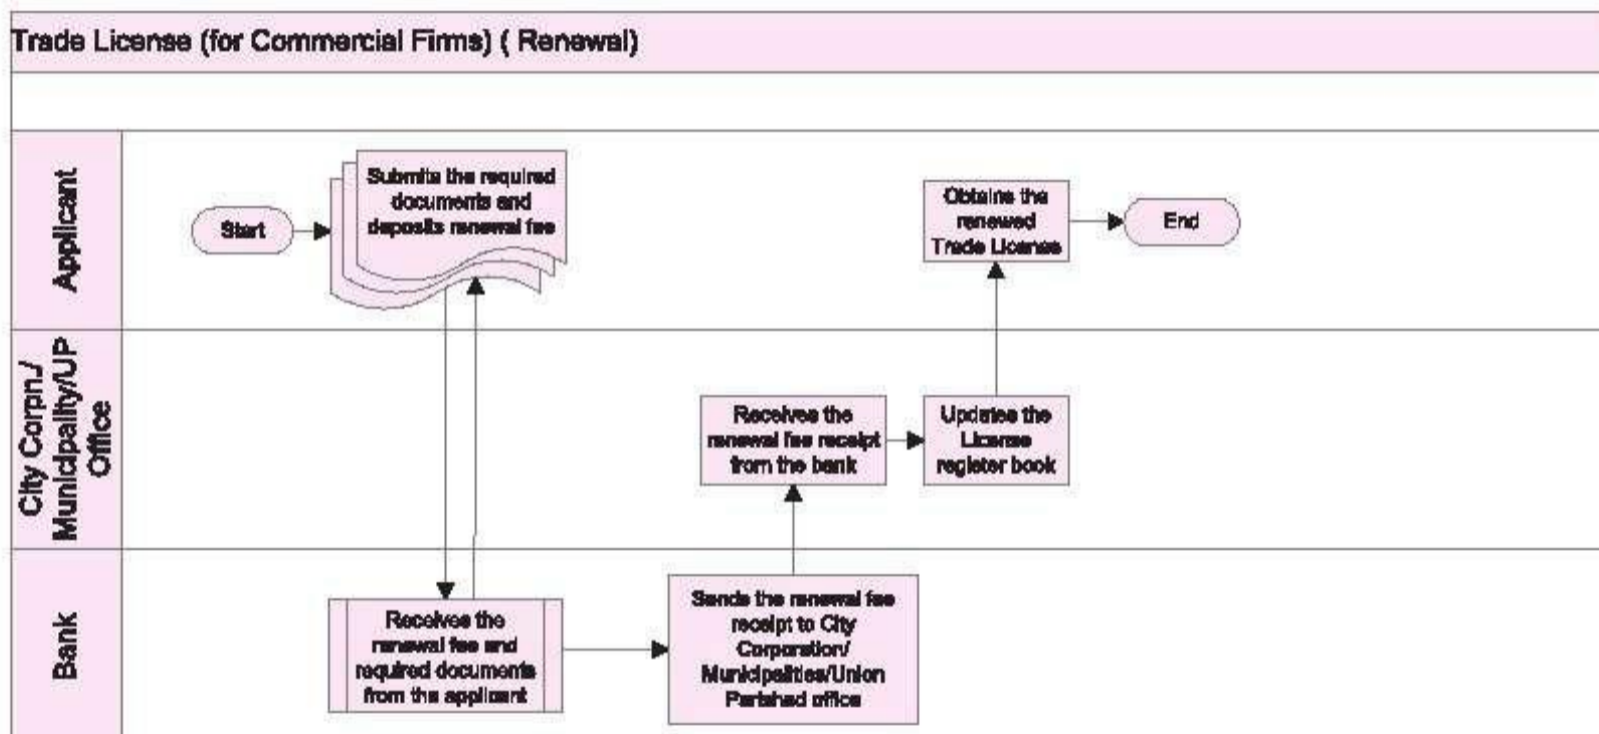 Trade License (for Commercial Firms) ( Renewal)
Applicant
Start
Submits the required
documents and
deposits renewal fee
Obtains the
renewed
Trade License
End
City Corpn./
Municipality/UP
Office
Receives the
renewal fee receipt
from the bank
Updates the
License
register book
Bank
Receives the
renewal fee and
required documents
from the applicant
Sends the renewal fee
receipt to City
Corporation/
Municipalities/Union
Parishad office